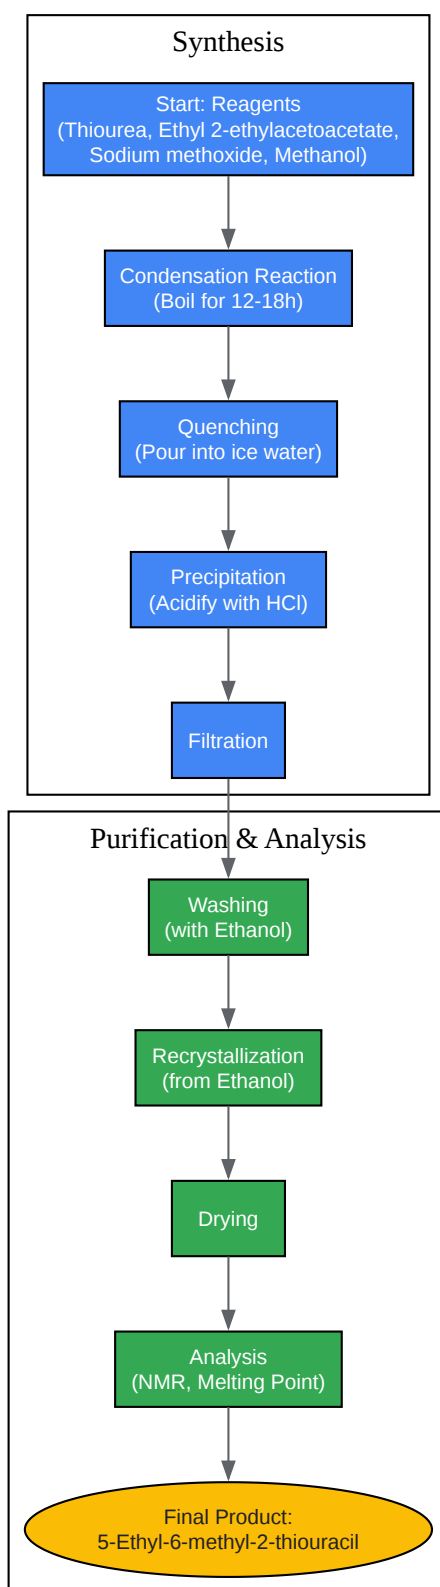 Synthesis
Start: Reagents
(Thiourea, Ethyl 2-ethylacetoacetate,
Sodium methoxide, Methanol)
Condensation Reaction
(Boil for 12-18h)
Quenching
(Pour into ice water)
Precipitation
(Acidify with HCl)
Filtration
Purification & Analysis
Washing
(with Ethanol)
Recrystallization
(from Ethanol)
Drying
Analysis
(NMR, Melting Point)
Final Product:
5-Ethyl-6-methyl-2-thiouracil